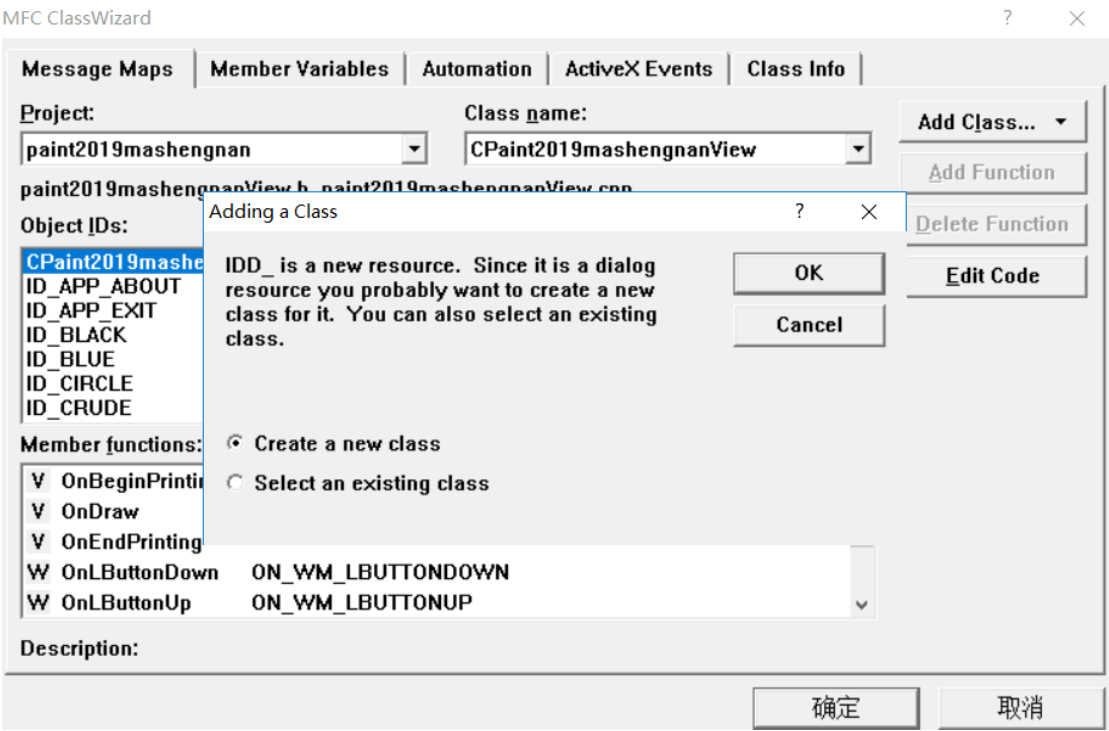 MFC ClassWizard
Message Maps Member Variables Automation ActiveX Events Class Info
Project: Class name:
paint2019mashengnan CPaint2019mashengnanView
Add Class...
paint2019mashengnanView.h, paint2019mashengnanView.cpp
Add Function
Object IDs:
Delete Function
CPaint2019mashe
ID_APP_ABOUT
ID_APP_EXIT
ID_BLACK
ID_BLUE
ID_CIRCLE
ID_CRUDE
Edit Code
Adding a Class
IDD_ is a new resource. Since it is a dialog
resource you probably want to create a new
class for it. You can also select an existing
class.
OK
Cancel
Create a new class
Select an existing class
Member functions:
V OnBeginPrintin
V OnDraw
V OnEndPrinting
W OnLButtonDown ON_WM_LBUTTONDOWN
W OnLButtonUp ON_WM_LBUTTONUP
Description:
确定 取消